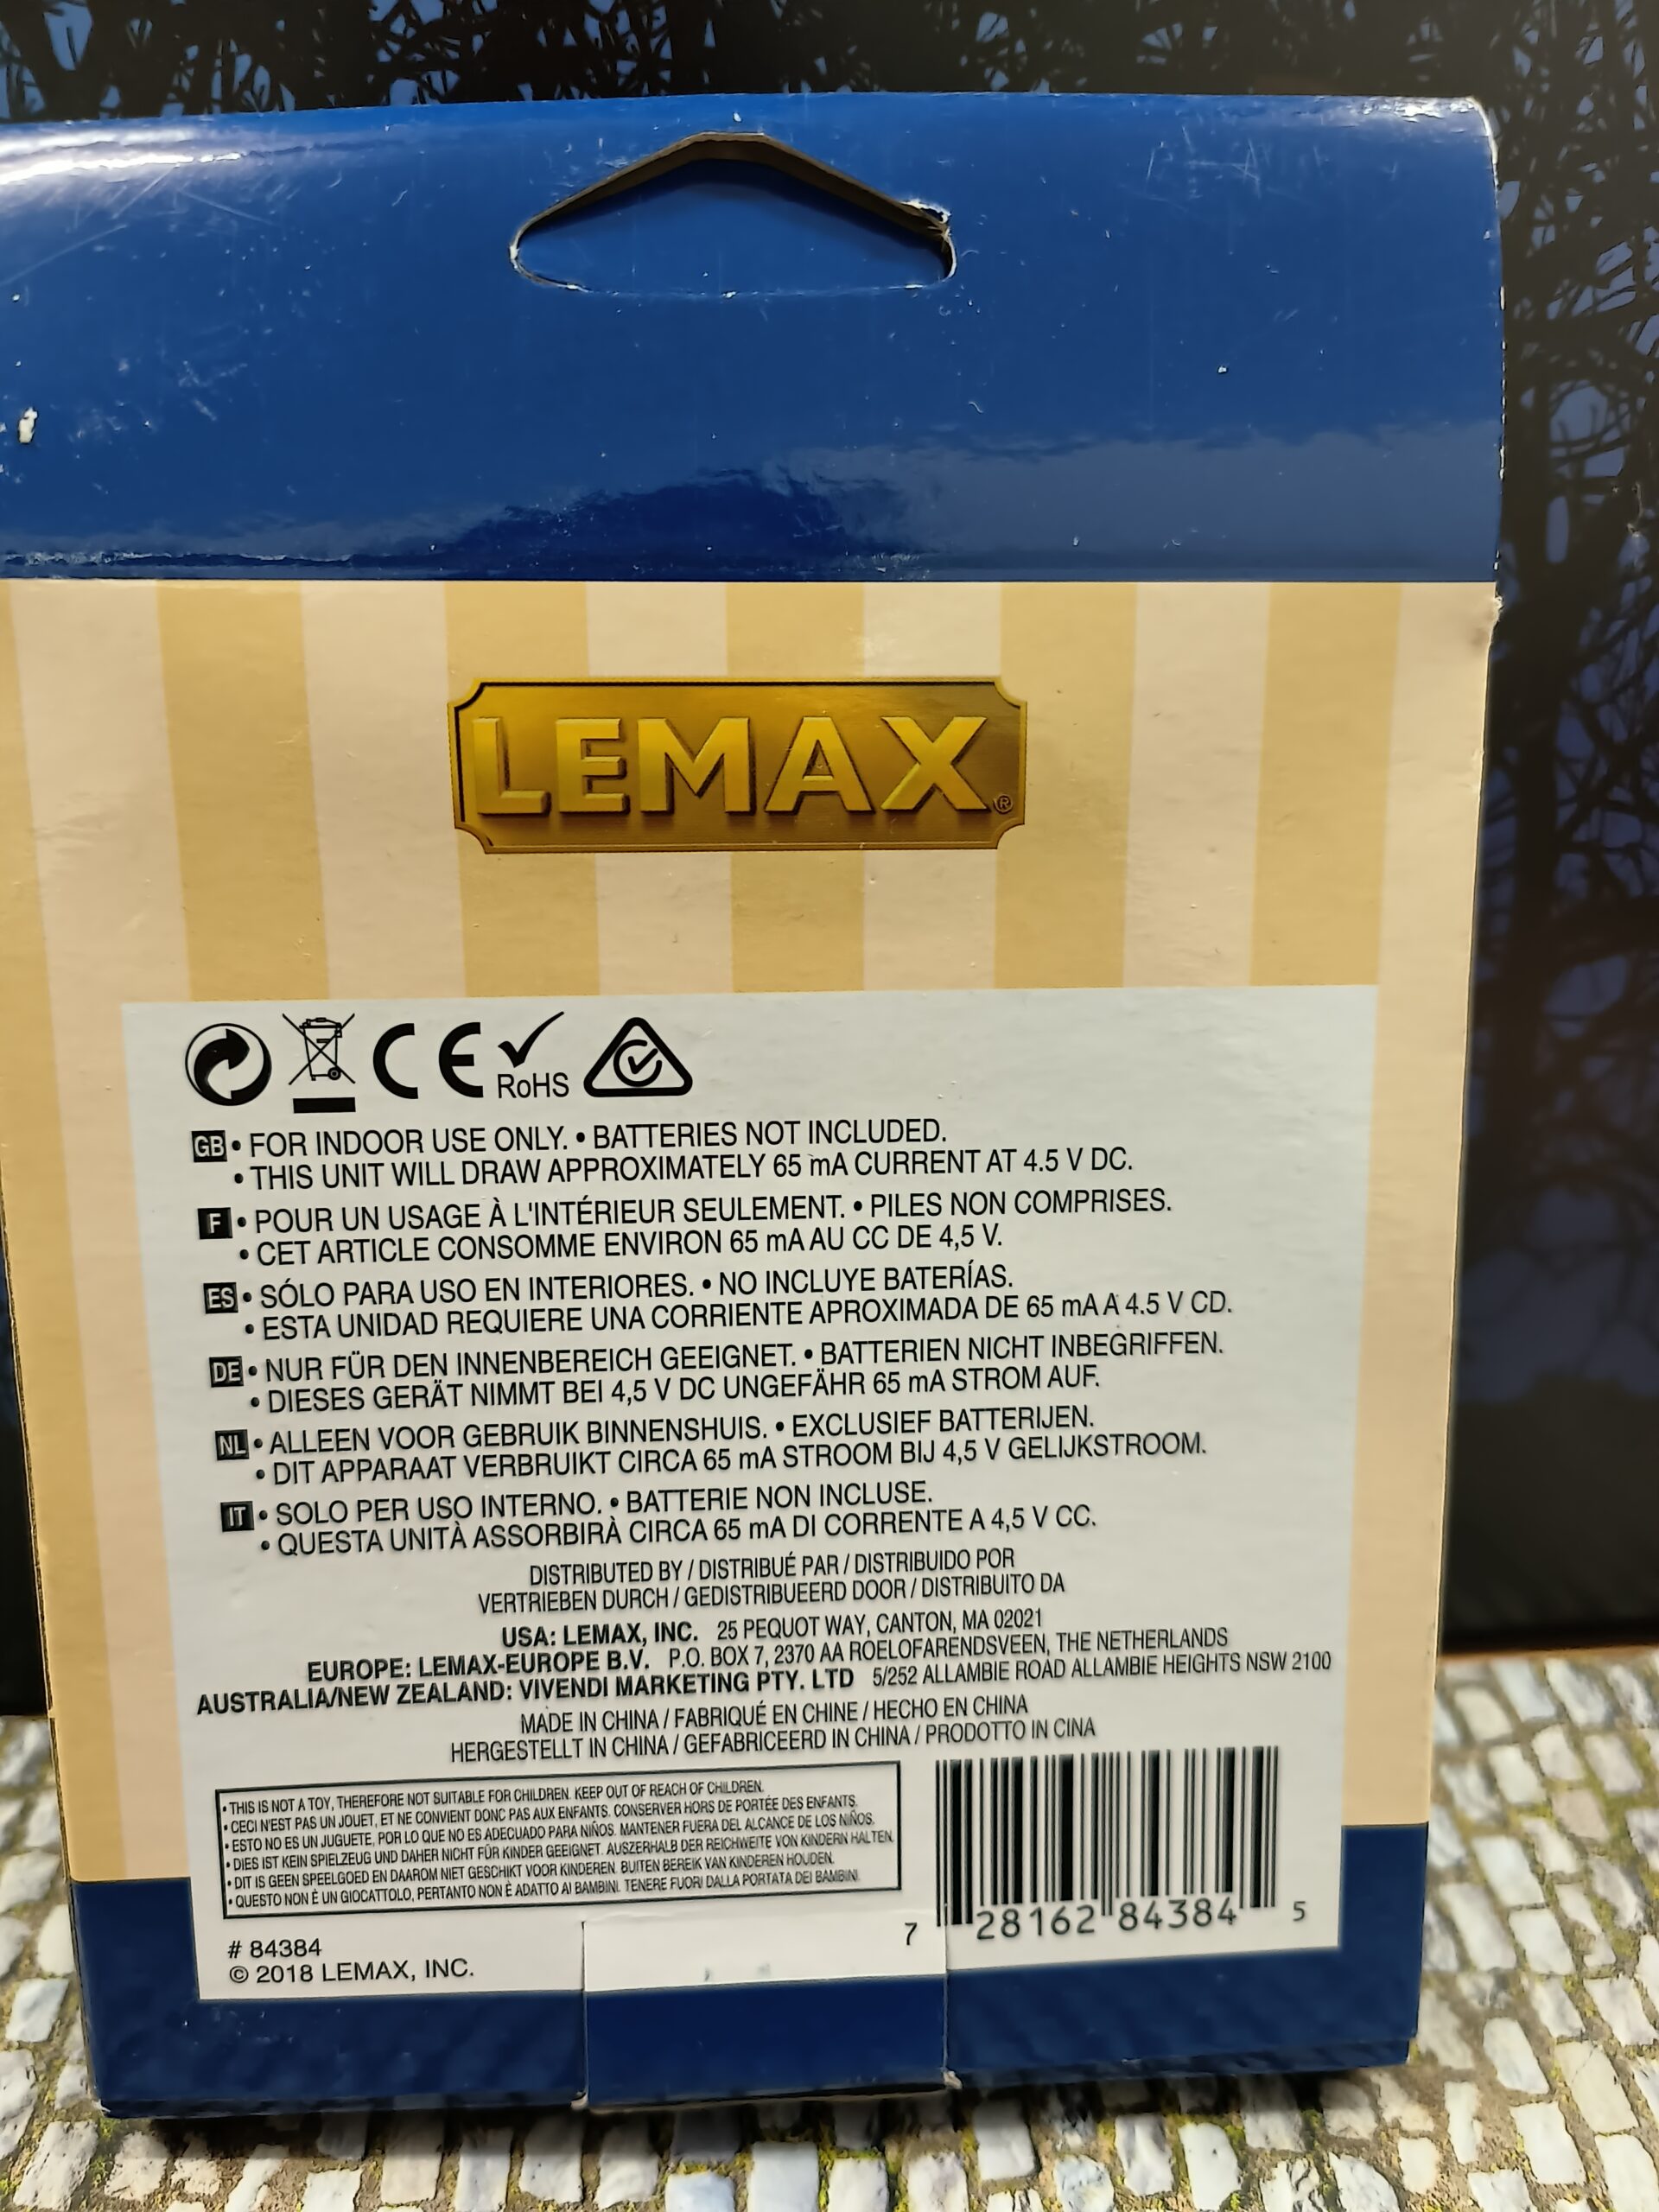 LEMAX®
CE RoHS
GB • FOR INDOOR USE ONLY. • BATTERIES NOT INCLUDED.
• THIS UNIT WILL DRAW APPROXIMATELY 65 mA CURRENT AT 4.5 V DC.
F • POUR UN USAGE À L'INTÉRIEUR SEULEMENT. • PILES NON COMPRISES.
• CET ARTICLE CONSOMME ENVIRON 65 mA AU CC DE 4,5 V.
ES • SÓLO PARA USO EN INTERIORES. • NO INCLUYE BATERÍAS.
• ESTA UNIDAD REQUIERE UNA CORRIENTE APROXIMADA DE 65 mA A 4.5 V CD.
DE • NUR FÜR DEN INNENBEREICH GEEIGNET. • BATTERIEN NICHT INBEGRIFFEN.
• DIESES GERÄT NIMMT BEI 4,5 V DC UNGEFÄHR 65 mA STROM AUF.
NL • ALLEEN VOOR GEBRUIK BINNENSHUIS. • EXCLUSIEF BATTERIJEN.
• DIT APPARAAT VERBRUIKT CIRCA 65 mA STROOM BIJ 4,5 V GELIJKSTROOM.
IT • SOLO PER USO INTERNO. • BATTERIE NON INCLUSE.
• QUESTA UNITÀ ASSORBIRÀ CIRCA 65 mA DI CORRENTE A 4,5 V CC.
DISTRIBUTED BY / DISTRIBUÉ PAR / DISTRIBUIDO POR
VERTRIEBEN DURCH / GEDISTRIBUEERD DOOR / DISTRIBUITO DA
USA: LEMAX, INC. 25 PEQUOT WAY, CANTON, MA 02021
EUROPE: LEMAX-EUROPE B.V. P.O. BOX 7, 2370 AA ROELOFARENDSVEEN, THE NETHERLANDS
AUSTRALIA/NEW ZEALAND: VIVENDI MARKETING PTY. LTD 5/252 ALLAMBIE ROAD ALLAMBIE HEIGHTS NSW 2100
MADE IN CHINA / FABRIQUÉ EN CHINE / HECHO EN CHINA
HERGESTELLT IN CHINA / GEFABRICEERD IN CHINA / PRODOTTO IN CINA
• THIS IS NOT A TOY, THEREFORE NOT SUITABLE FOR CHILDREN. KEEP OUT OF REACH OF CHILDREN.
• CECI N'EST PAS UN JOUET, ET NE CONVIENT DONC PAS AUX ENFANTS. CONSERVER HORS DE PORTÉE DES ENFANTS.
• ESTO NO ES UN JUGUETE, POR LO QUE NO ES ADECUADO PARA NIÑOS. MANTENER FUERA DEL ALCANCE DE LOS NIÑOS.
• DIES IST KEIN SPIELZEUG UND DAHER NICHT FÜR KINDER GEEIGNET. AUSZERHALB DER REICHWEITE VON KINDERN HALTEN.
• DIT IS GEEN SPEELGOED EN DAAROM NIET GESCHIKT VOOR KINDEREN. BUITEN BEREIK VAN KINDEREN HOUDEN.
• QUESTO NON È UN GIOCATTOLO, PERTANTO NON È ADATTO AI BAMBINI. TENERE FUORI DALLA PORTATA DEI BAMBINI.
7 28162 84384 5
# 84384
© 2018 LEMAX, INC.